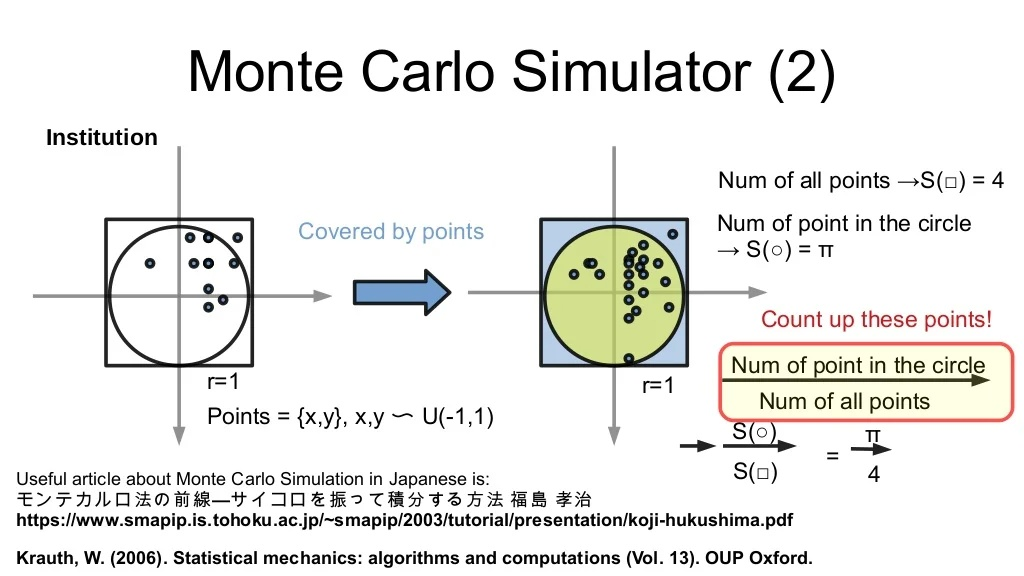 Monte Carlo Simulator (2)
Institution
Covered by points
r=1
Points = {x,y}, x,y ∽ U(-1,1)
r=1
Num of all points →S(□) = 4
Num of point in the circle
→ S(○) = π
Count up these points!
Num of point in the circle
Num of all points
S(○)
S(□)
=
π
4
Useful article about Monte Carlo Simulation in Japanese is:
モンテカルロ法の前線—サイコロを振って積分する方法 福島 孝治
https://www.smapip.is.tohoku.ac.jp/~smapip/2003/tutorial/presentation/koji-hukushima.pdf
Krauth, W. (2006). Statistical mechanics: algorithms and computations (Vol. 13). OUP Oxford.